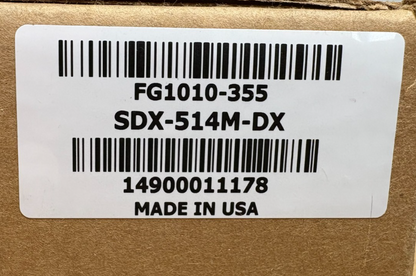 FG1010-355
SDX-514M-DX
14900011178
MADE IN USA